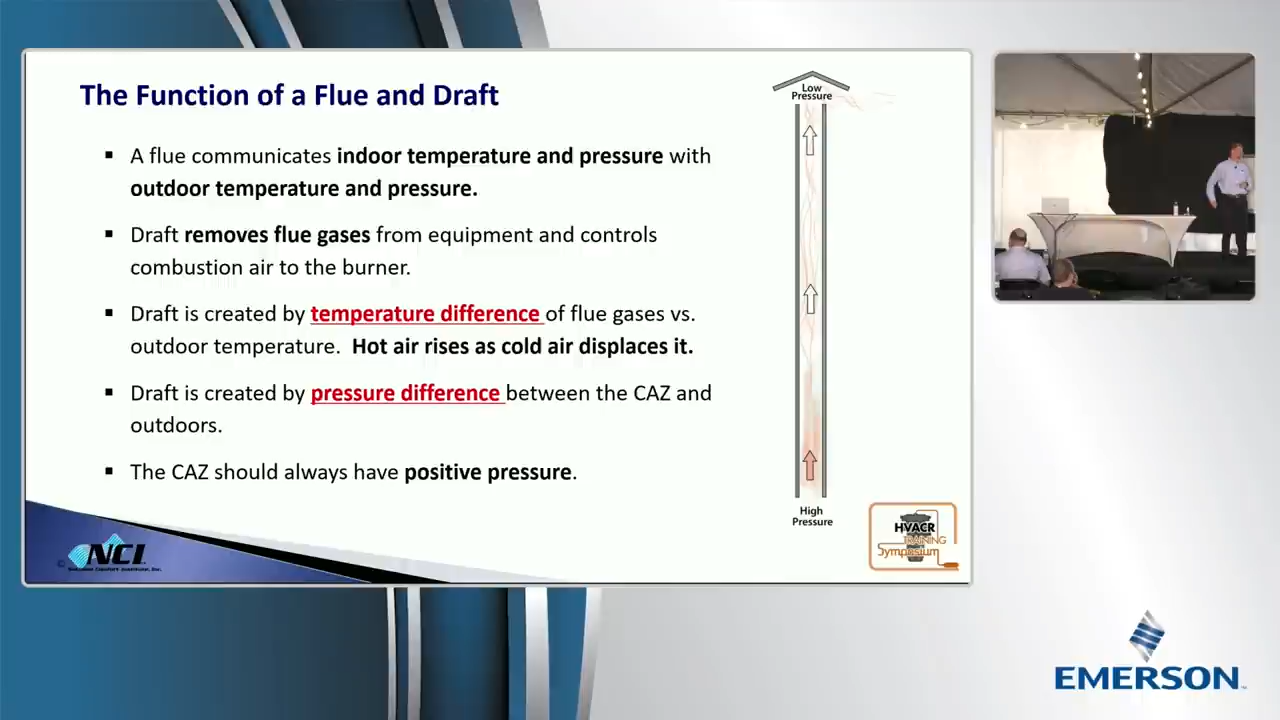 The Function of a Flue and Draft
▪ A flue communicates indoor temperature and pressure with
outdoor temperature and pressure.
▪ Draft removes flue gases from equipment and controls
combustion air to the burner.
▪ Draft is created by temperature difference of flue gases vs.
outdoor temperature. Hot air rises as cold air displaces it.
▪ Draft is created by pressure difference between the CAZ and
outdoors.
▪ The CAZ should always have positive pressure.
Low
Pressure
High
Pressure
NCI
HVACR
TRAINING
Symposium
EMERSON